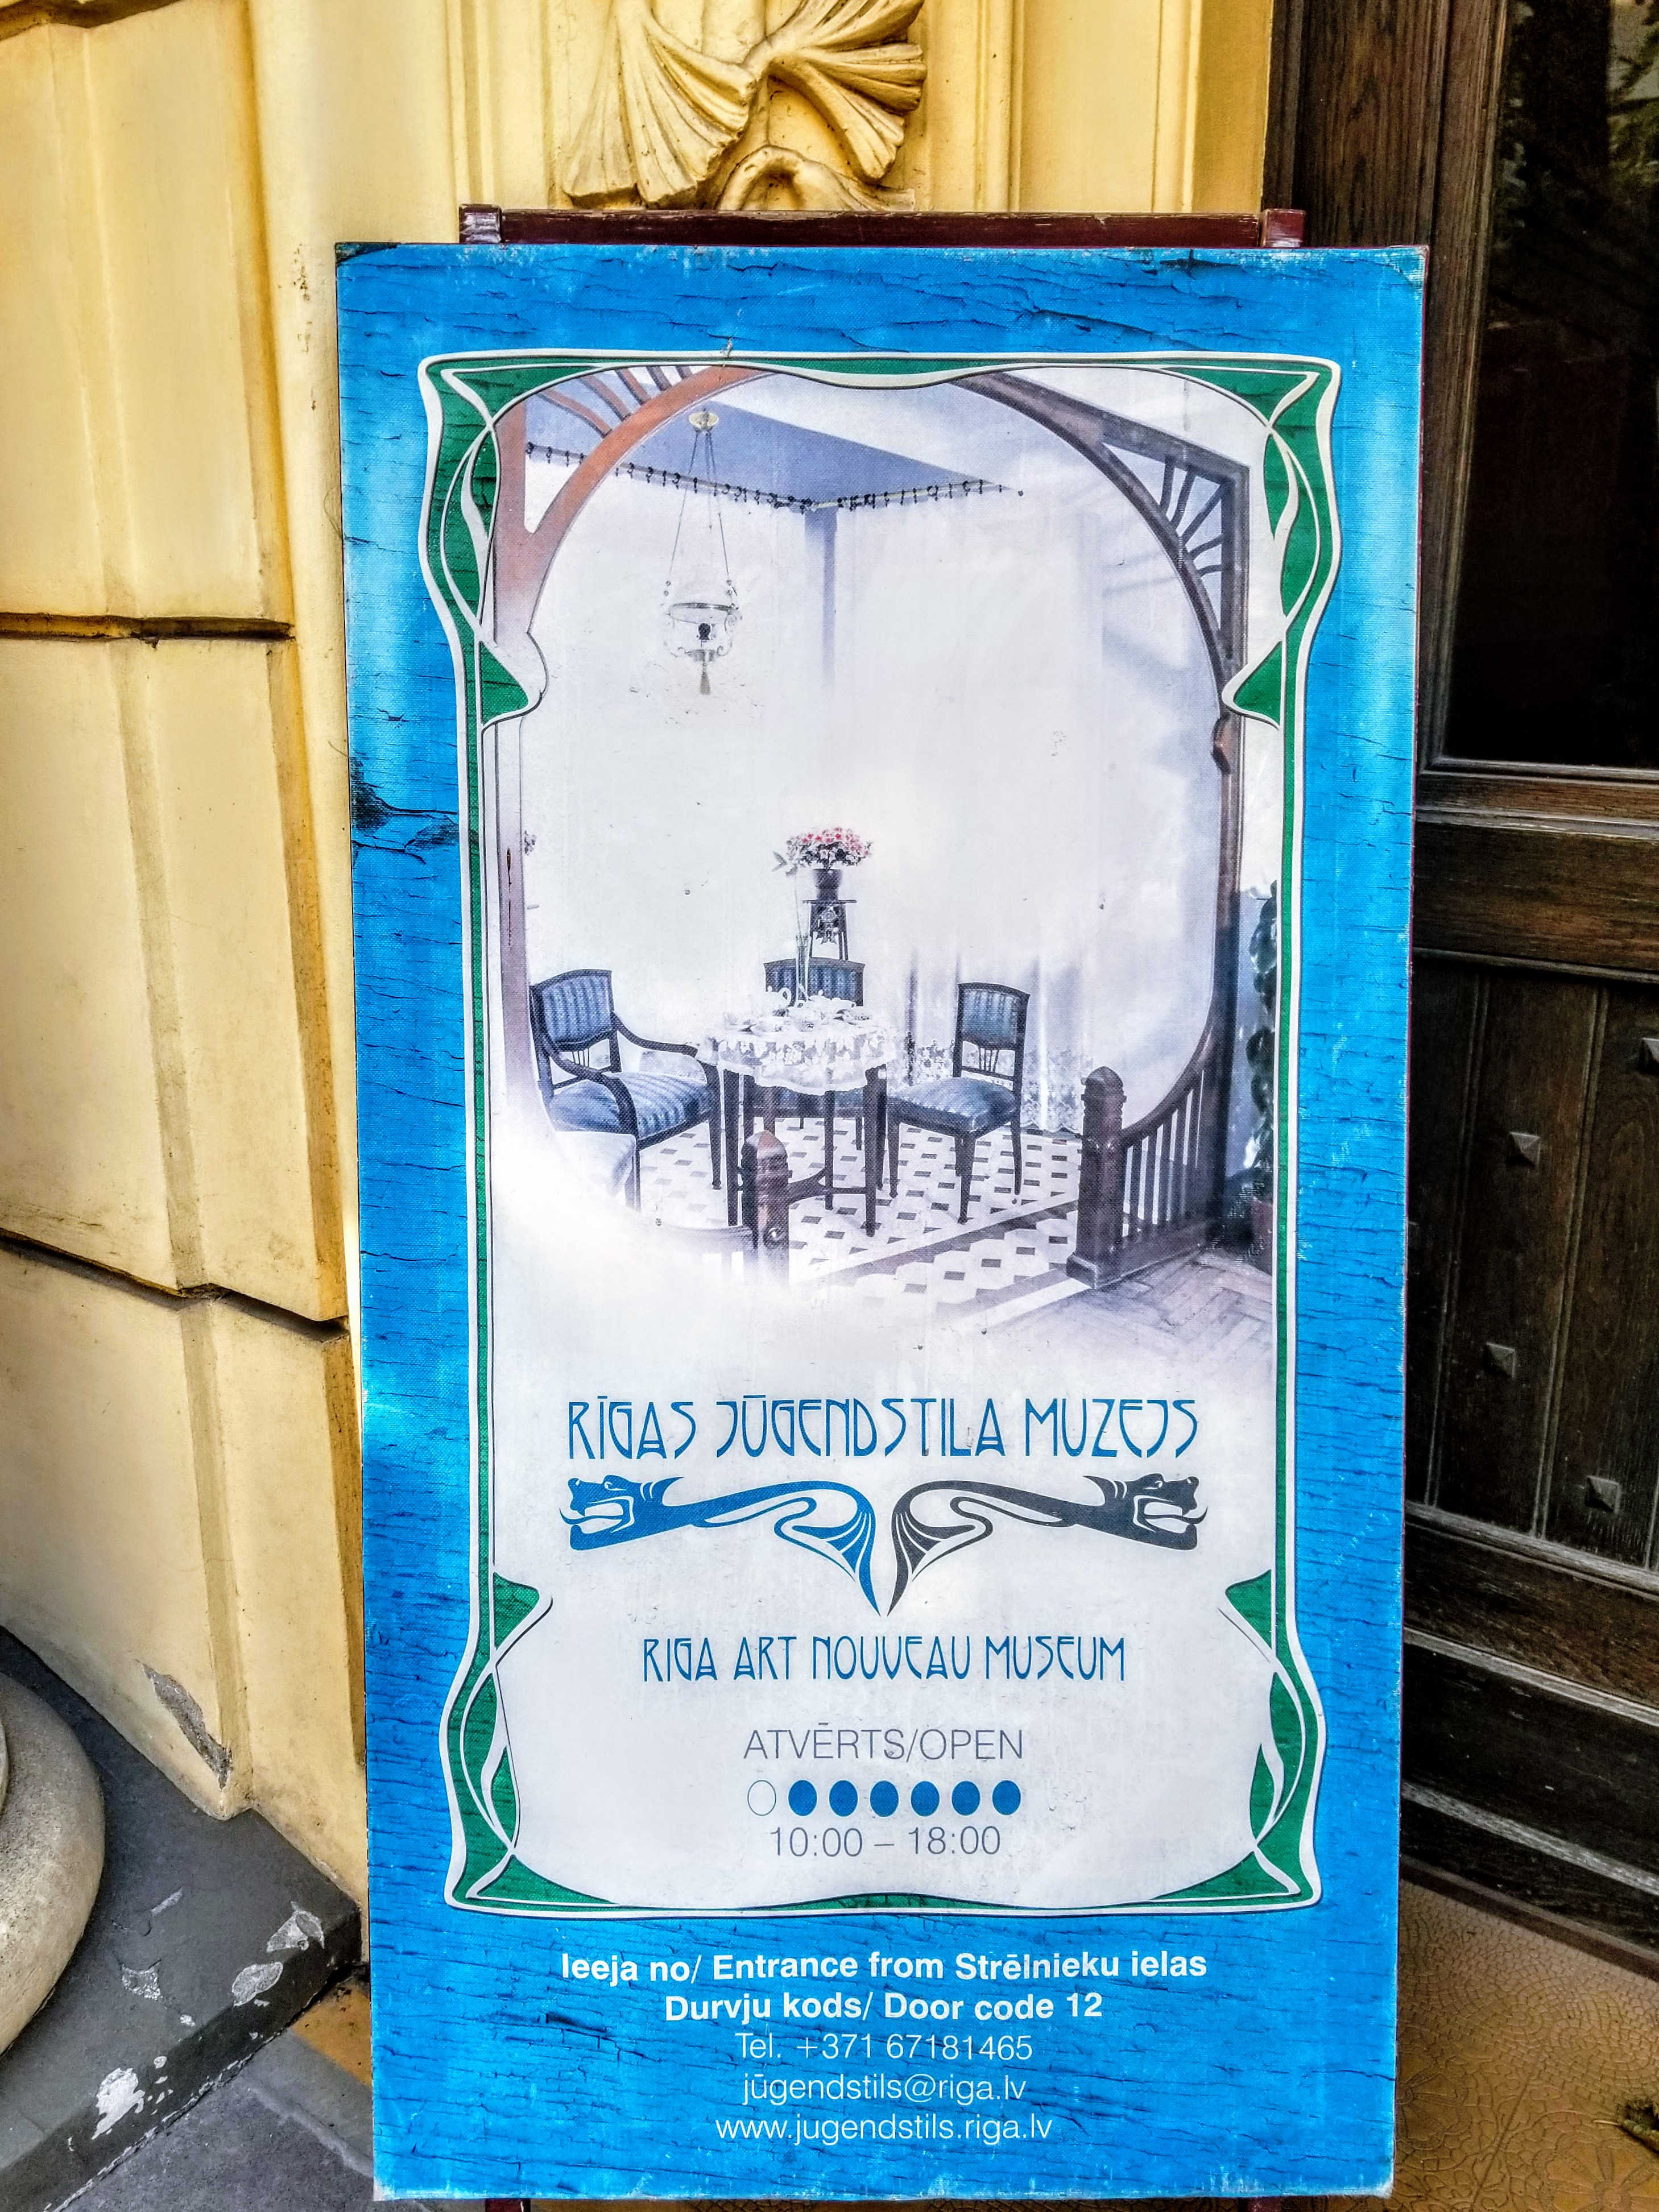 RĪGAS JŪGENDSTILA MUZEJS
RIGA ART NOUVEAU MUSEUM
ATVĒRTS/OPEN
10:00 – 18:00
Ieeja no/ Entrance from Strēlnieku ielas
Durvju kods/ Door code 12
Tel. +371 67181465
jūgendstils@riga.lv
www.jugendstils.riga.lv